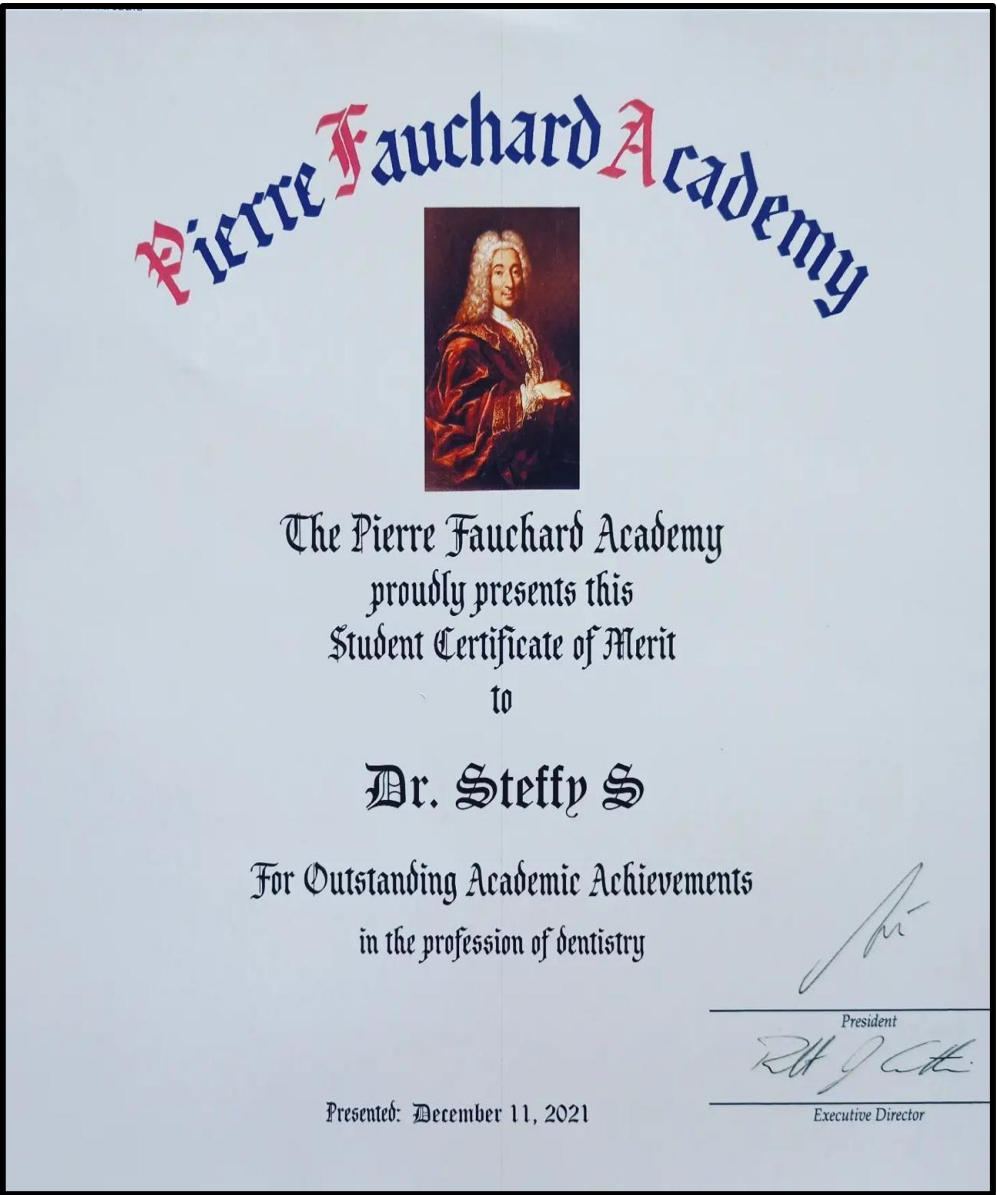 Pierre Fauchard Academy
The Pierre Fauchard Academy
proudly presents this
Student Certificate of Merit
to
Dr. Steffy S
For Outstanding Academic Achievements
in the profession of dentistry
President
Executive Director
Presented: December 11, 2021